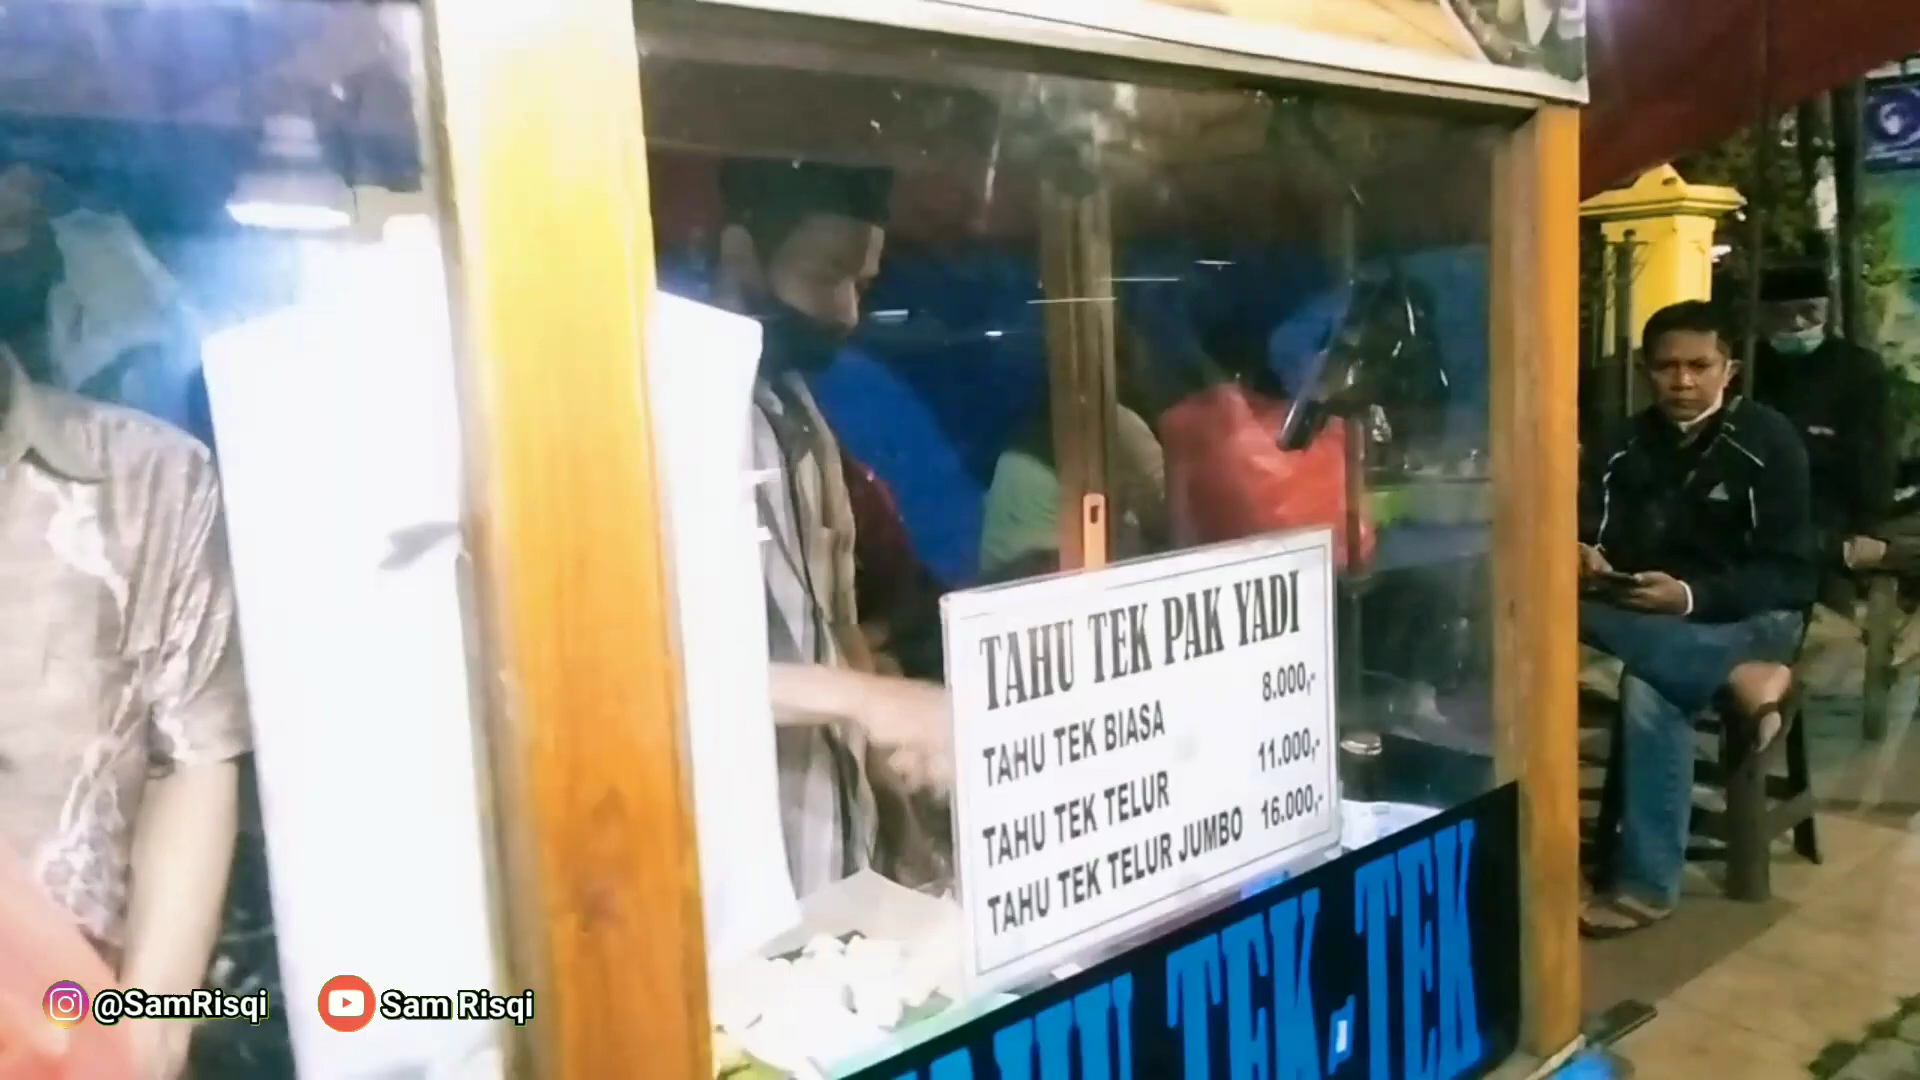 TAHU TEK PAK YADI
TAHU TEK BIASA 8.000,-
TAHU TEK TELUR 11.000,-
TAHU TEK TELUR JUMBO 16.000,-
TAHU TEK-TEK
@SamRisqi
Sam Risqi